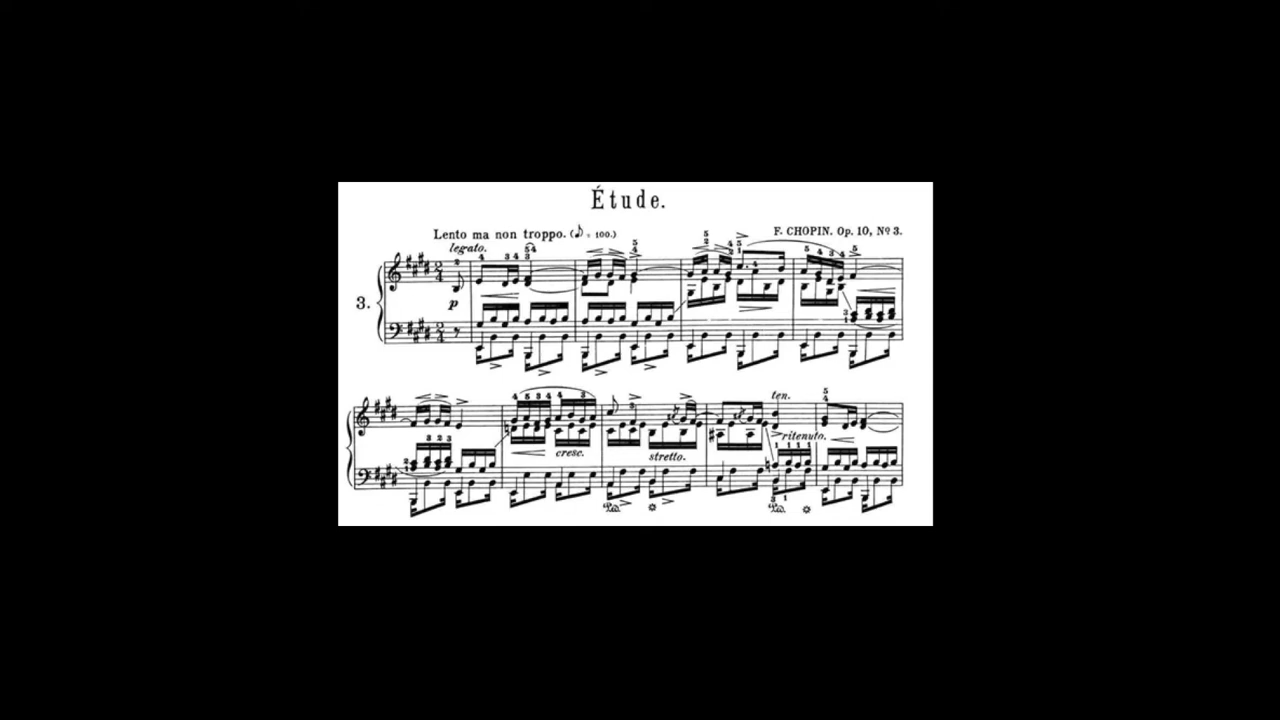 Étude.
Lento ma non troppo. (♪ = 100.)
F. CHOPIN. Op. 10, Nº 3.
legato.
3.
p
ten.
ritenuto.
cresc.
stretto.